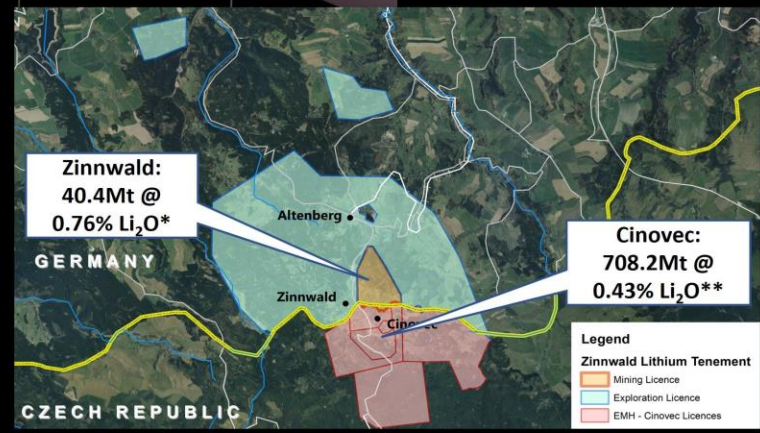 Zinnwald:
40.4Mt @
0.76% Li₂O*
Altenberg
GERMANY
Cinovec:
708.2Mt @
0.43% Li₂O**
Zinnwald
Cinovec
Legend
Zinnwald Lithium Tenement
Mining Licence
Exploration Licence
EMH - Cinovec Licences
CZECH REPUBLIC